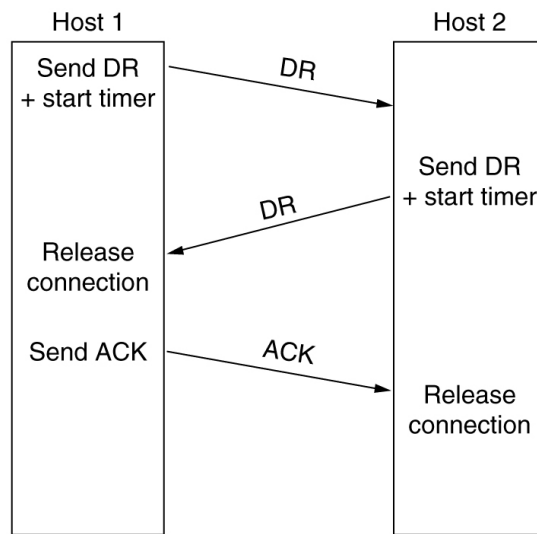 Host 1
Host 2
Send DR
+ start timer
DR
Send DR
+ start timer
DR
Release
connection
Send ACK
ACK
Release
connection